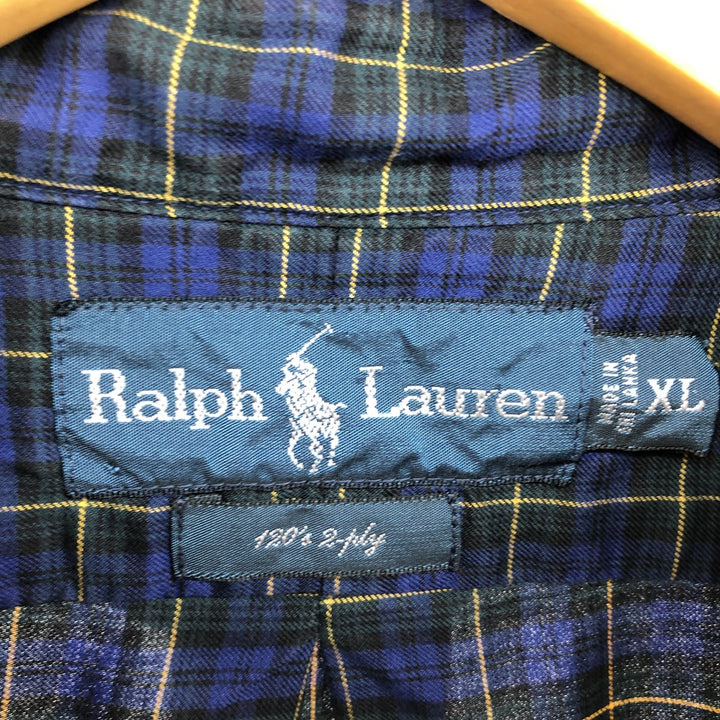 Ralph Lauren
MADE IN
SRI LANKA
XL
120's 2-ply